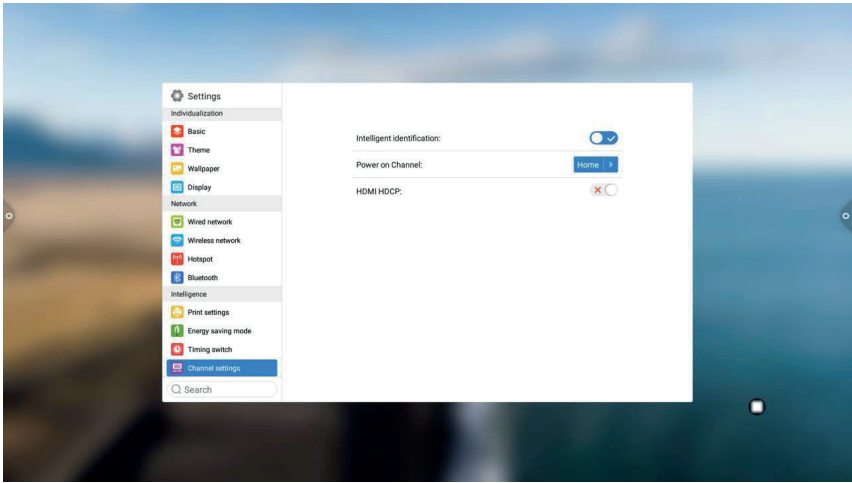 Settings
Individualization
Basic
Theme
Wallpaper
Display
Network
Wired network
Wireless network
Hotspot
Bluetooth
Intelligence
Print settings
Energy saving mode
Timing switch
Channel settings
Search
Intelligent identification:
Power on Channel: Home >
HDMI HDCP: